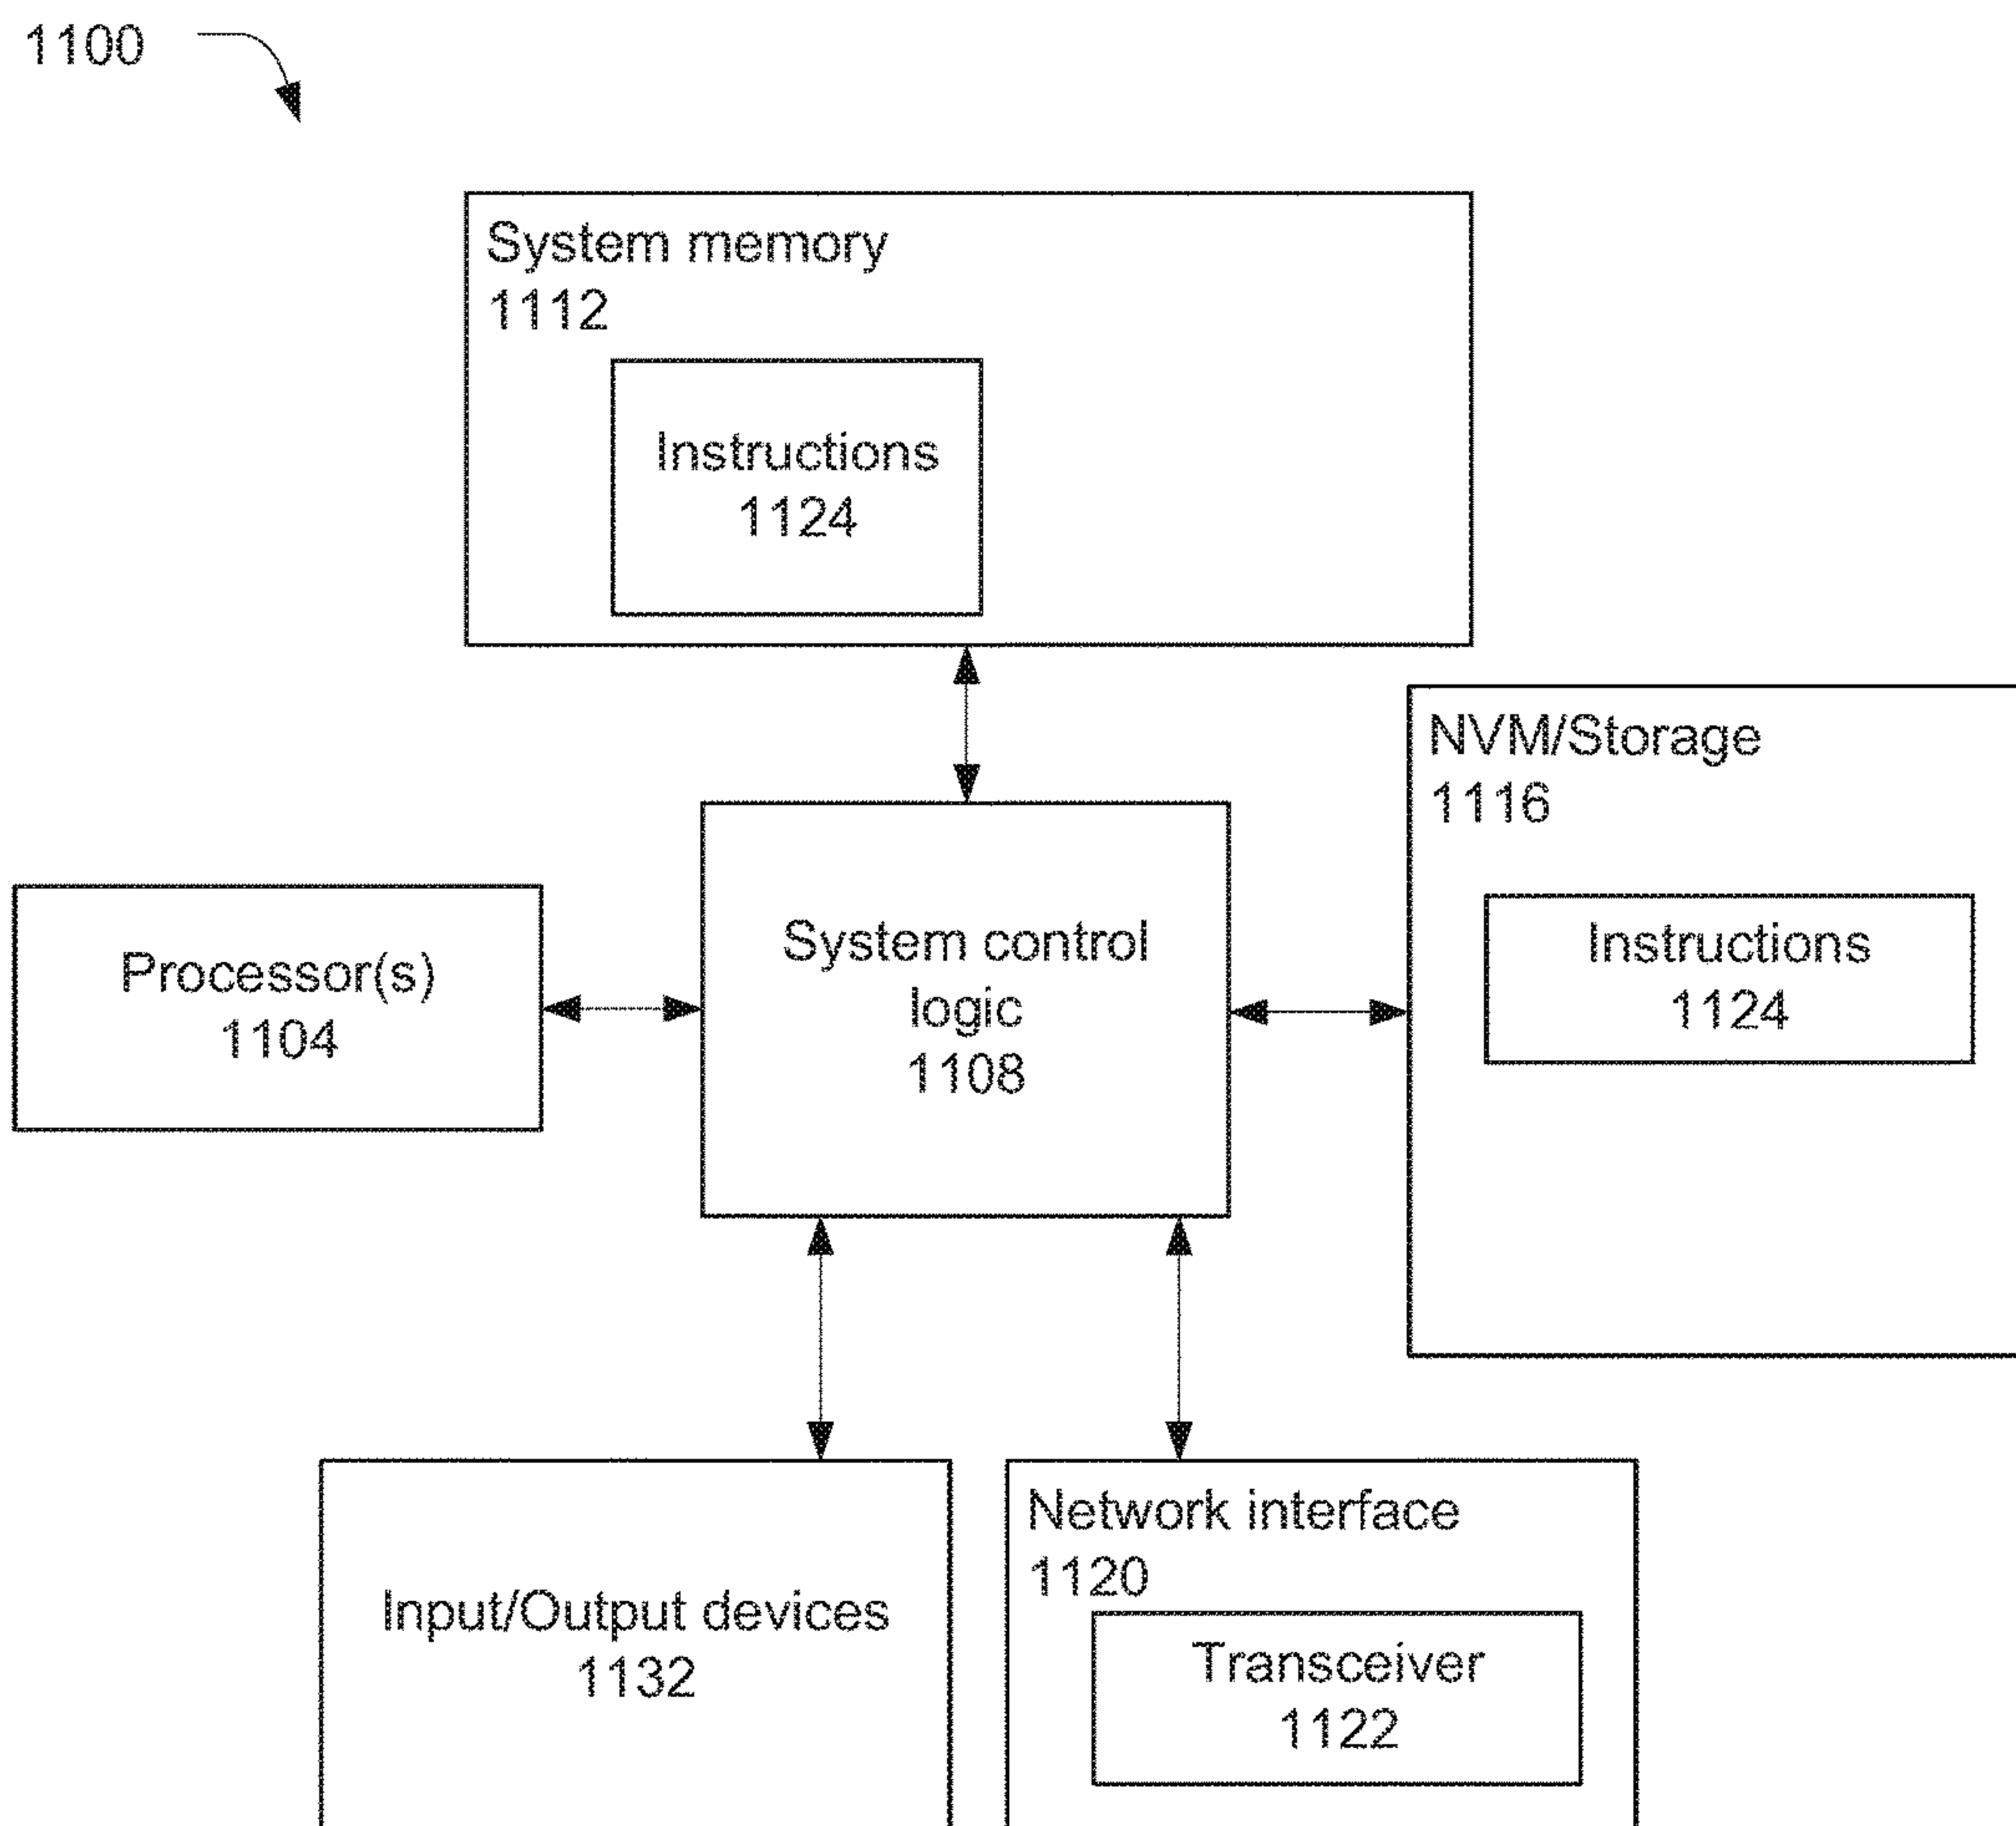 1100
System memory
1112
Instructions
1124
NVM/Storage
1116
Instructions
1124
Processor(s)
1104
System control
logic
1108
Input/Output devices
1132
Network interface
1120
Transceiver
1122